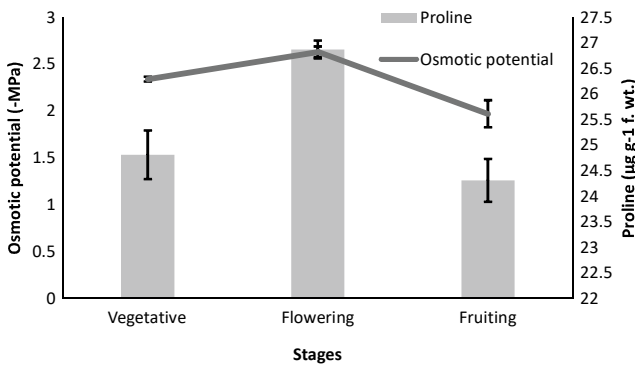 Osmotic potential (-MPa)
3
2.5
2
1.5
1
0.5
0
Proline
Osmotic potential
27.5
27
26.5
26
25.5
25
24.5
24
23.5
23
22.5
22
Proline (µg g-1 f. wt.)
Vegetative
Flowering
Fruiting
Stages